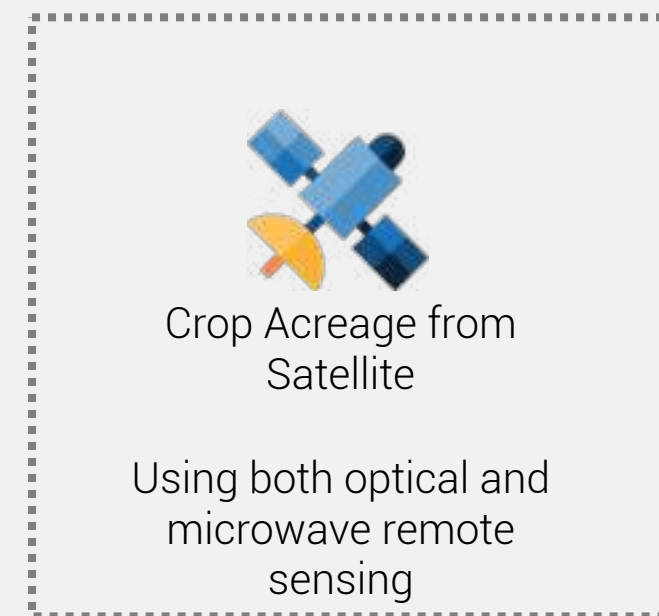 Crop Acreage from
Satellite
Using both optical and
microwave remote
sensing